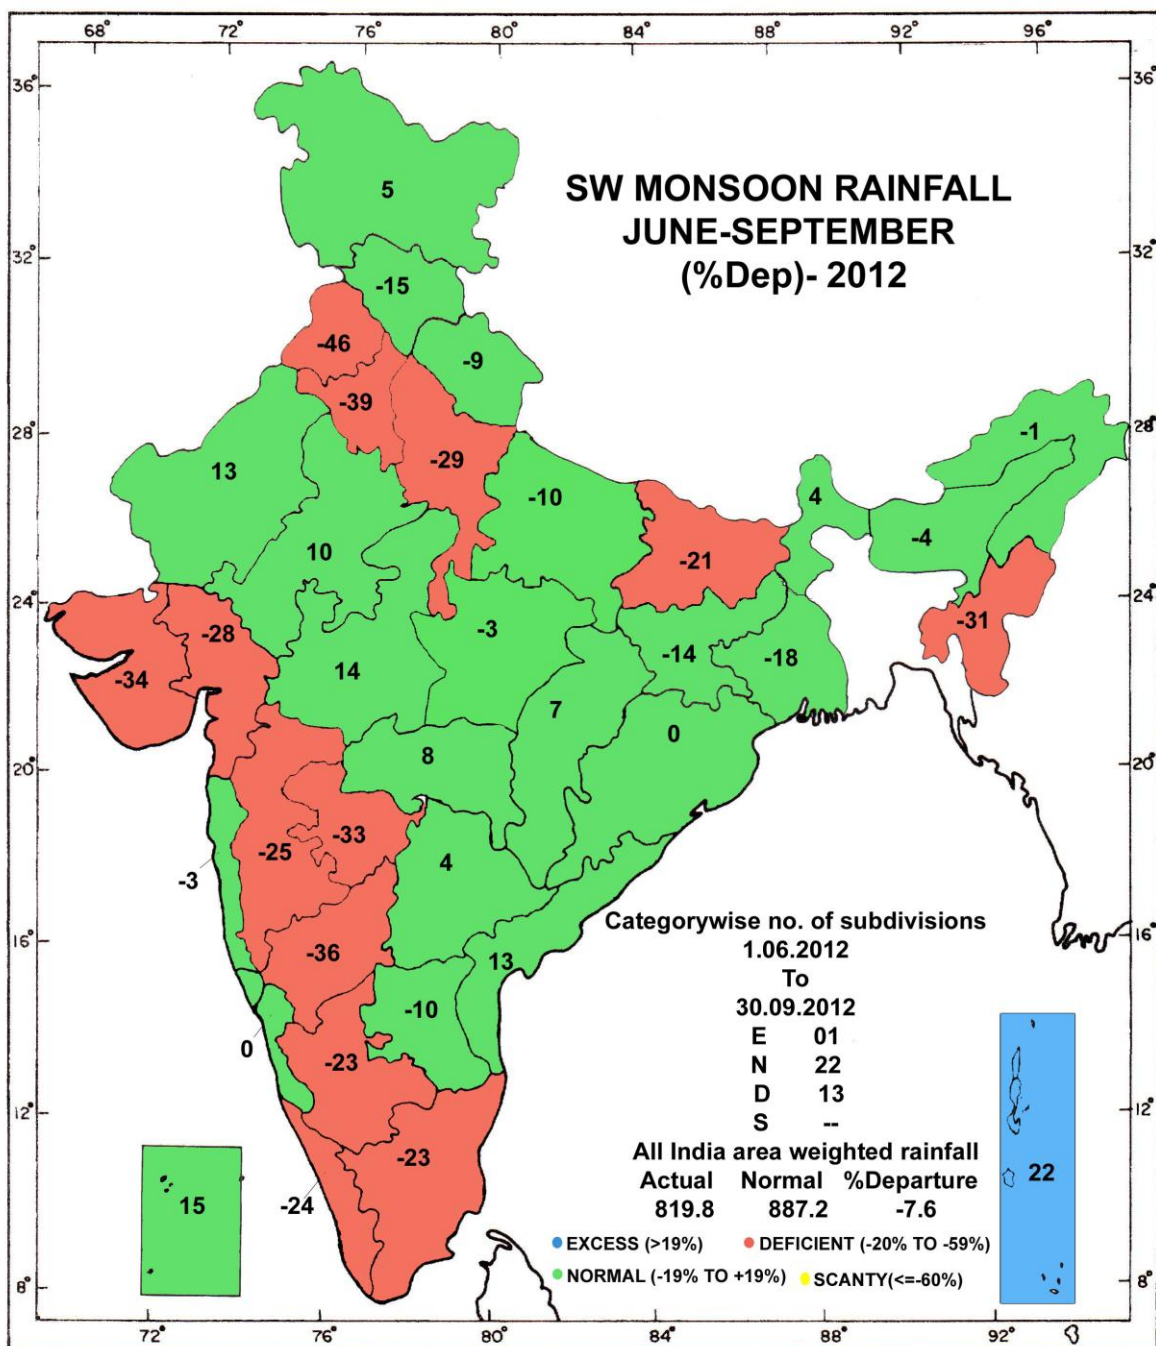 68° 72° 76° 80° 84° 88° 92° 96°
36° 36°
SW MONSOON RAINFALL
JUNE-SEPTEMBER
(%Dep)- 2012
5
32° 32°
-15
-46
-9
-39
28° 28°
-1
13
-29
-10
4
10
-4
-21
24° 24°
-28
-3
-31
-34
14
-14
-18
7
0
8
20° 20°
-33
-25
4
-3
Categorywise no. of subdivisions
16° 16°
-36
13
1.06.2012
To
-10
30.09.2012
0
E 01
-23
N 22
D 13
12° 12°
S --
-23
All India area weighted rainfall
Actual Normal %Departure
22
15
-24
819.8 887.2 -7.6
EXCESS (>19%) DEFICIENT (-20% TO -59%)
NORMAL (-19% TO +19%) SCANTY(<=-60%)
8° 8°
72° 76° 80° 84° 88° 92°